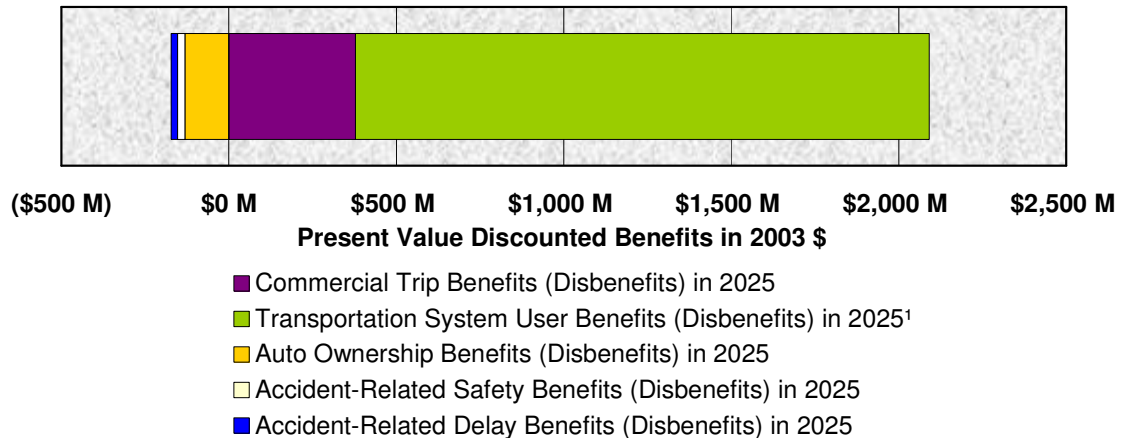 ($500 M) $0 M $500 M $1,000 M $1,500 M $2,000 M $2,500 M
Present Value Discounted Benefits in 2003 $
Commercial Trip Benefits (Disbenefits) in 2025
Transportation System User Benefits (Disbenefits) in 2025¹
Auto Ownership Benefits (Disbenefits) in 2025
Accident-Related Safety Benefits (Disbenefits) in 2025
Accident-Related Delay Benefits (Disbenefits) in 2025